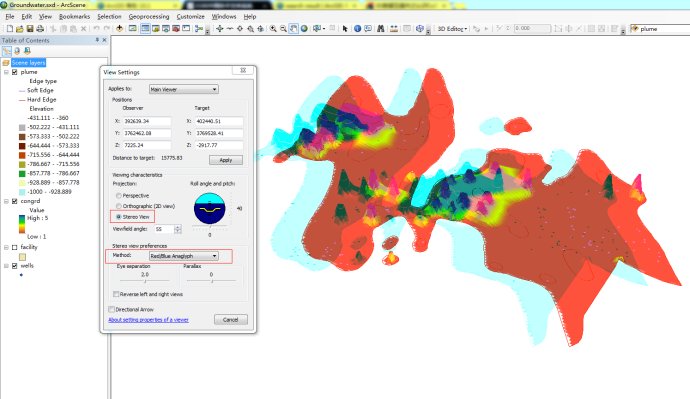 Groundwater.sxd - ArcScene
Bookmarks Selection Geoprocessing Customize Windows Help
3D Editor
0.000
plume
Table of Contents
Scene layers
plume
Edge type
Soft Edge
Hard Edge
Elevation
-431.111 - -360
-502.222 - -431.111
-573.333 - -502.222
-644.444 - -573.333
-715.556 - -644.444
-786.667 - -715.556
-857.778 - -786.667
-928.889 - -857.778
-1000 - -928.889
congrd
Value
High : 5
Low : 1
facility
wells
View Settings
Applies to: Main Viewer
Positions
Observer Target
X: 392639.34 X: 402440.51
Y: 3762462.08 Y: 3769528.41
Z: 7225.24 Z: -2917.77
Distance to target: 15775.83 Apply
Viewing characteristics
Projection: Roll angle and pitch:
Perspective
Orthographic (2D view)
Stereo View
Viewfield angle: 55
0
Stereo view preferences
Method: Red/Blue Anaglyph
Eye separation Parallax
2.0 0
Reverse left and right views
Directional Arrow
About setting properties of a viewer
Cancel